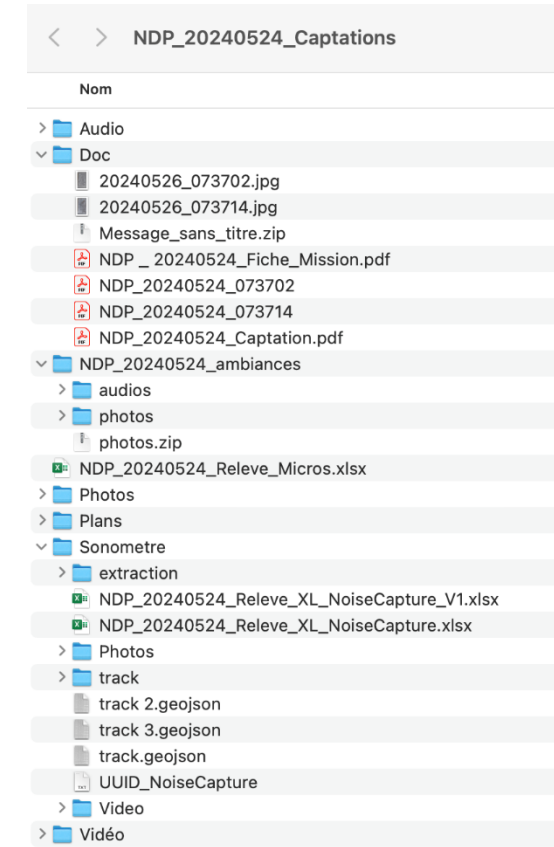 NDP_20240524_Captations
Nom
Audio
Doc
20240526_073702.jpg
20240526_073714.jpg
Message_sans_titre.zip
NDP _ 20240524_Fiche_Mission.pdf
NDP_20240524_073702
NDP_20240524_073714
NDP_20240524_Captation.pdf
NDP_20240524_ambiances
audios
photos
photos.zip
NDP_20240524_Releve_Micros.xlsx
Photos
Plans
Sonometre
extraction
NDP_20240524_Releve_XL_NoiseCapture_V1.xlsx
NDP_20240524_Releve_XL_NoiseCapture.xlsx
Photos
track
track 2.geojson
track 3.geojson
track.geojson
UUID_NoiseCapture
Video
Vidéo